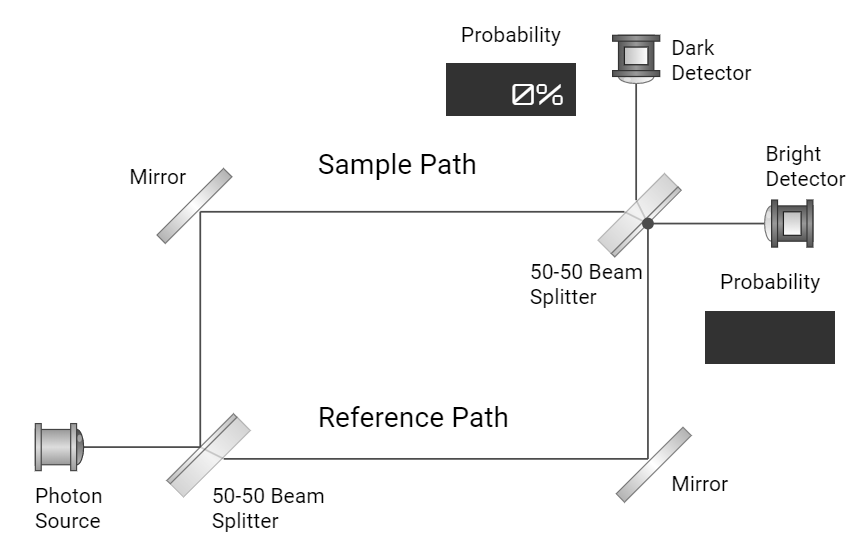 Probability
0%
Dark
Detector
Mirror
Sample Path
Bright
Detector
50-50 Beam
Splitter
Probability
Reference Path
Photon
Source
50-50 Beam
Splitter
Mirror